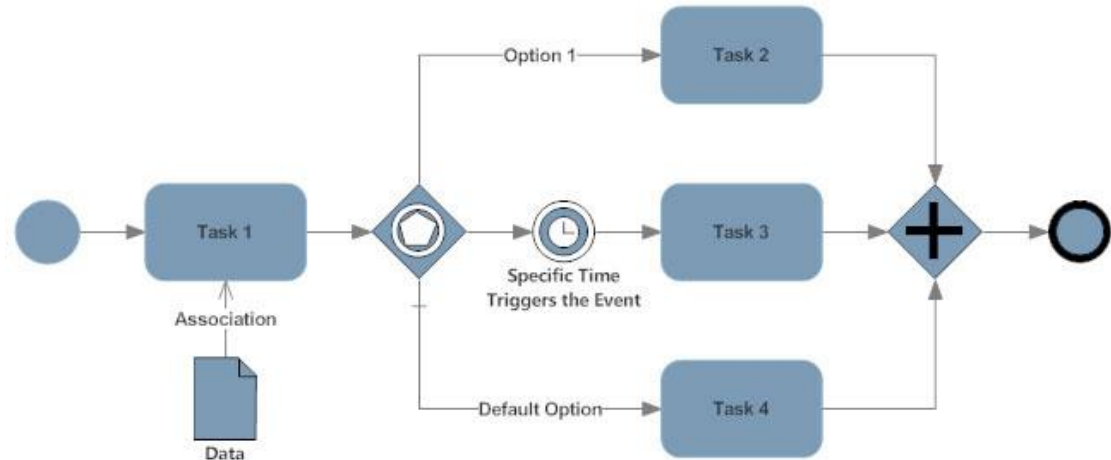 Option 1
Task 2
Task 1
Task 3
Specific Time
Triggers the Event
Association
Default Option
Task 4
Data